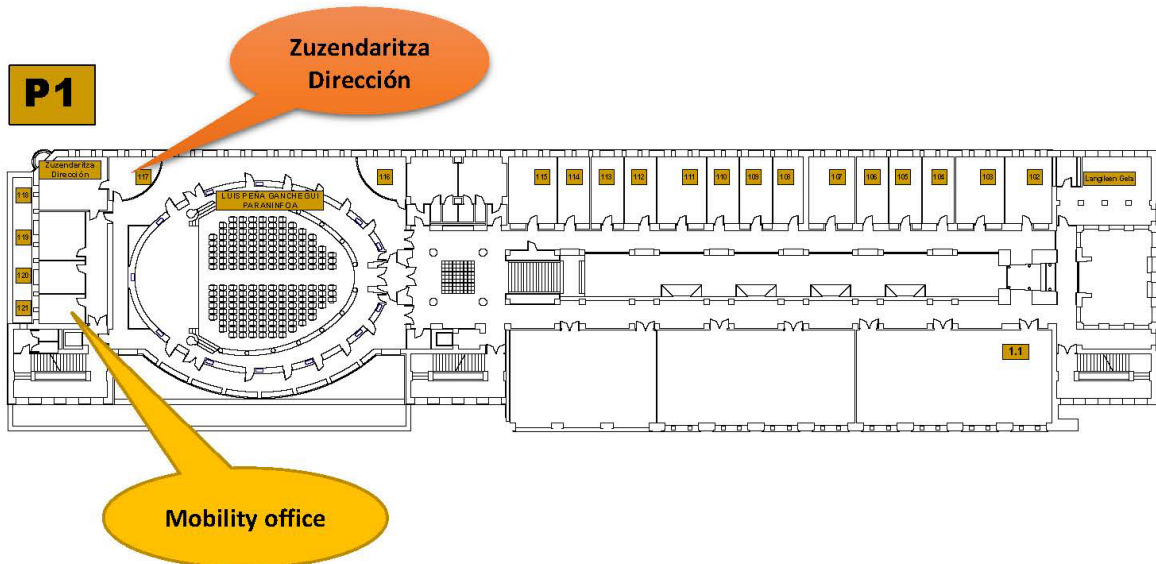 Zuzendaritza
Dirección
P1
Zuzendaritza
Dirección
117
116
115
114
113
112
111
110
109
108
107
106
105
104
103
102
Langileen Gela
118
LUIS PEÑA GANCHEGUI
PARANINFOA
119
120
121
1.1
Mobility office